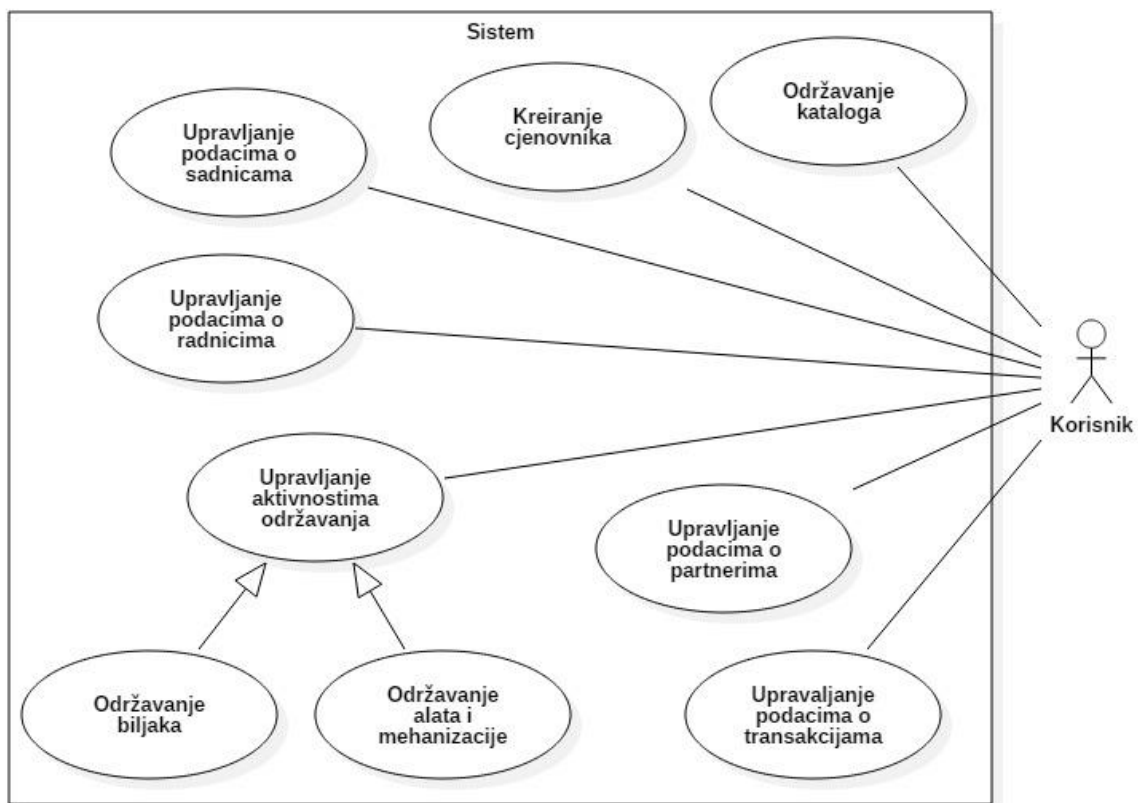 Sistem
Održavanje
kataloga
Kreiranje
cjenovnika
Upravljanje
podacima o
sadnicama
Upravljanje
podacima o
radnicima
Korisnik
Upravljanje
aktivnostima
održavanja
Upravljanje
podacima o
partnerima
Održavanje
biljaka
Održavanje
alata i
mehanizacije
Upravaljanje
podacima o
transakcijama